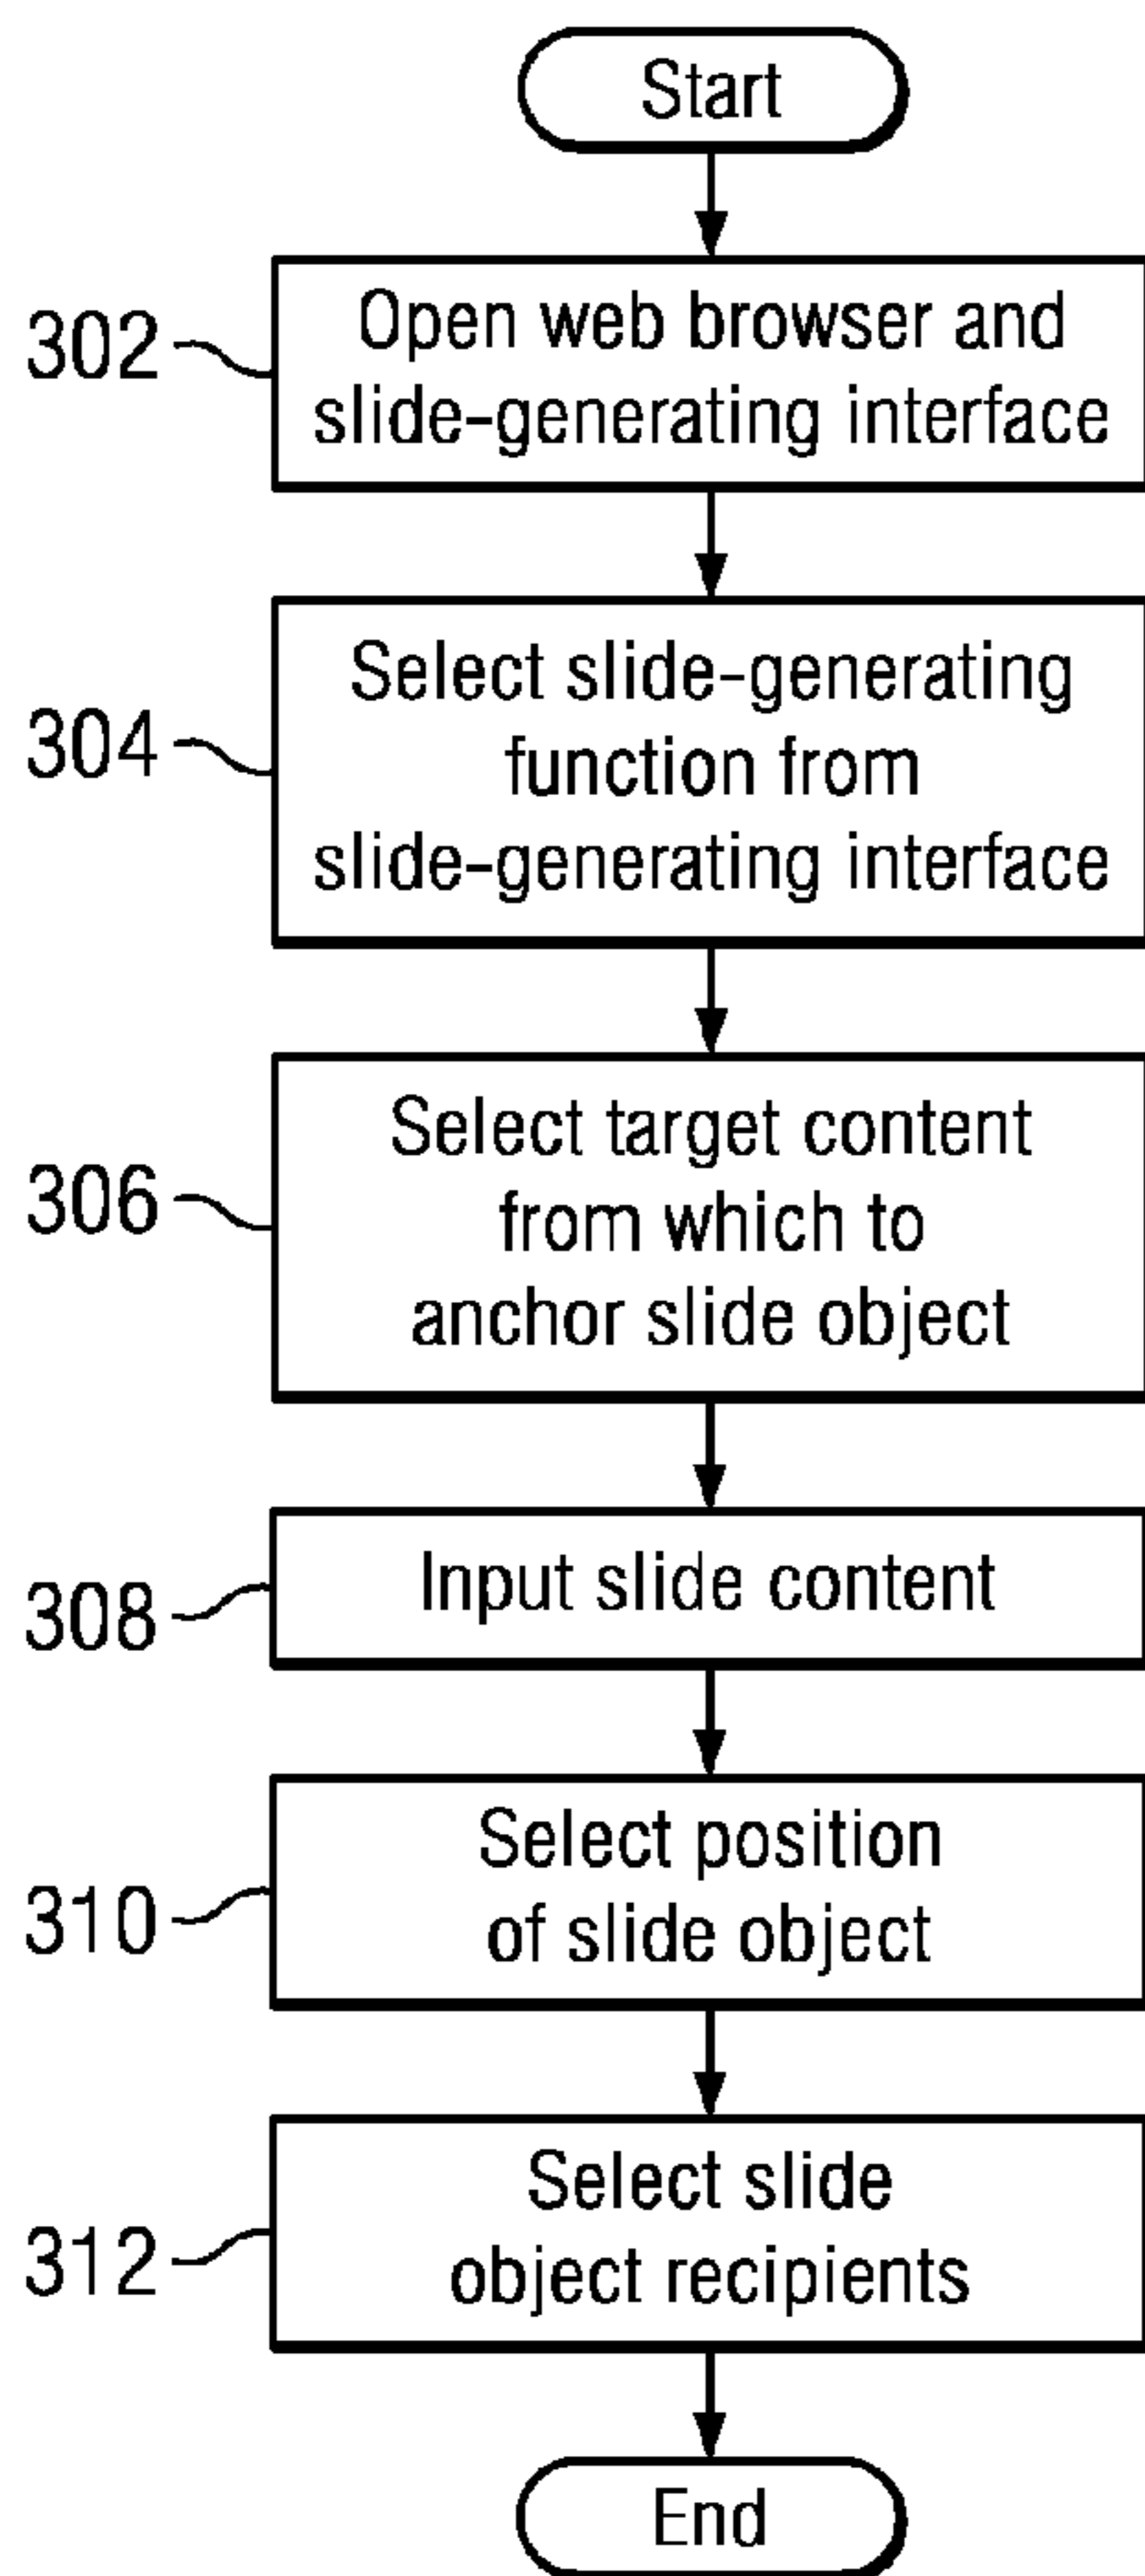 Start
302
Open web browser and
slide-generating interface
304
Select slide-generating
function from
slide-generating interface
306
Select target content
from which to
anchor slide object
308
Input slide content
310
Select position
of slide object
312
Select slide
object recipients
End